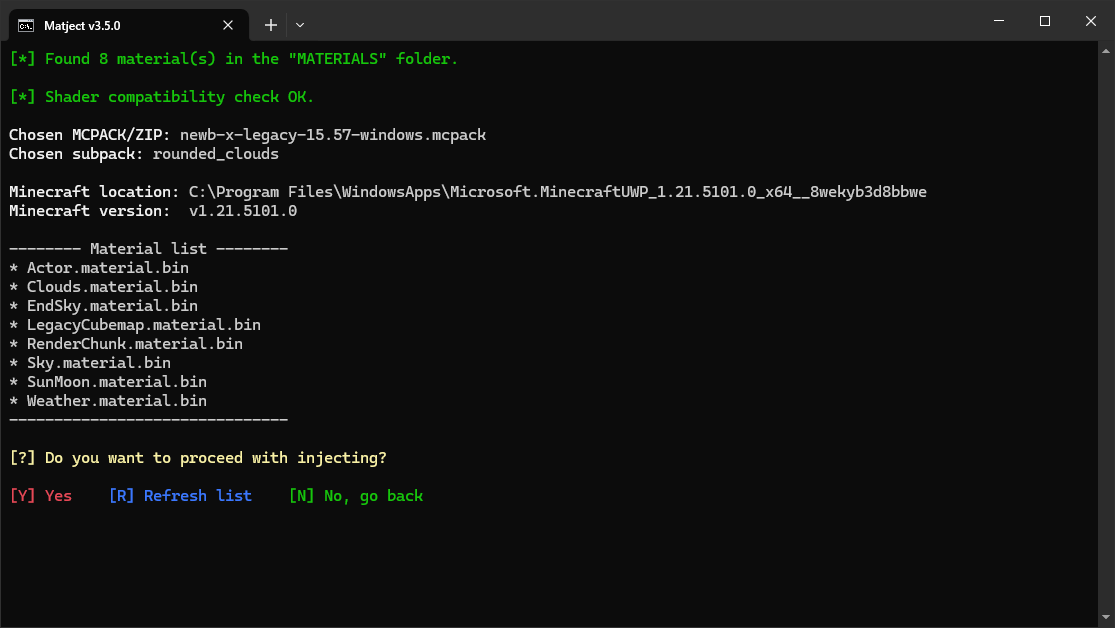 Matject v3.5.0
[*] Found 8 material(s) in the "MATERIALS" folder.
[*] Shader compatibility check OK.
Chosen MCPACK/ZIP: newb-x-legacy-15.57-windows.mcpack
Chosen subpack: rounded_clouds
Minecraft location: C:\Program Files\WindowsApps\Microsoft.MinecraftUWP_1.21.5101.0_x64__8wekyb3d8bbwe
Minecraft version:  v1.21.5101.0
-------- Material list --------
* Actor.material.bin
* Clouds.material.bin
* EndSky.material.bin
* LegacyCubemap.material.bin
* RenderChunk.material.bin
* Sky.material.bin
* SunMoon.material.bin
* Weather.material.bin
-------------------------------
[?] Do you want to proceed with injecting?
[Y] Yes    [R] Refresh list    [N] No, go back